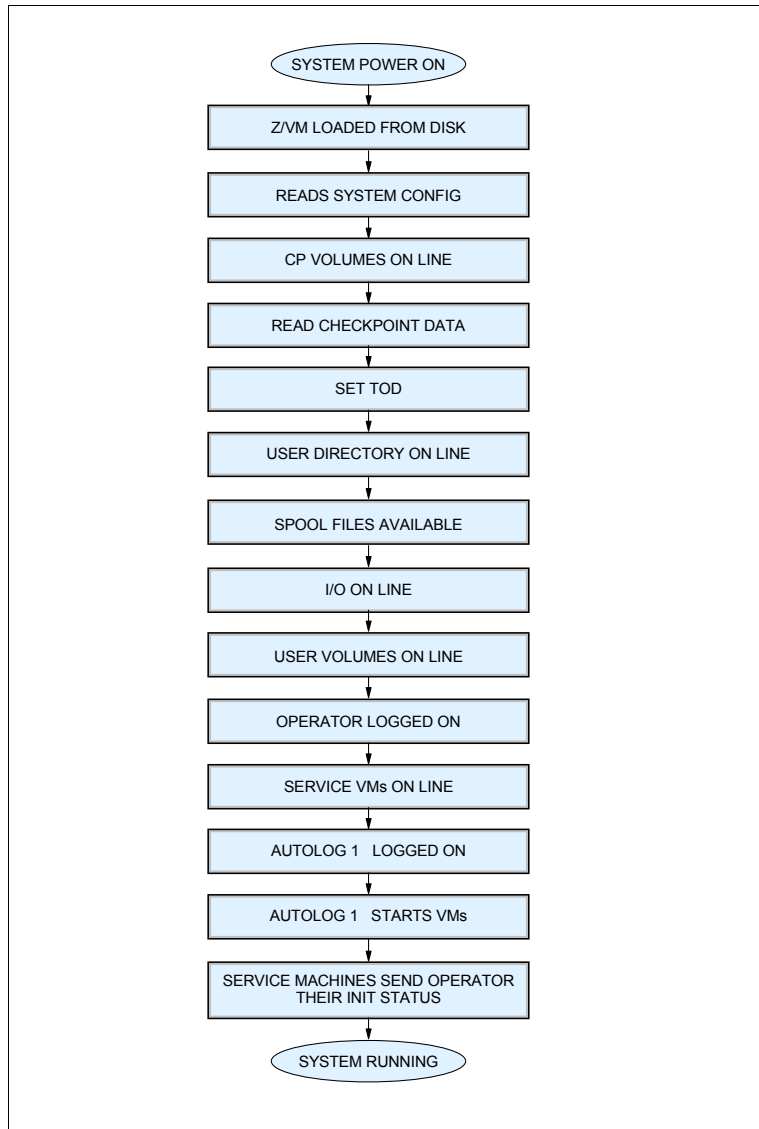 SYSTEM POWER ON
Z/VM LOADED FROM DISK
READS SYSTEM CONFIG
CP VOLUMES ON LINE
READ CHECKPOINT DATA
SET TOD
USER DIRECTORY ON LINE
SPOOL FILES AVAILABLE
I/O ON LINE
USER VOLUMES ON LINE
OPERATOR LOGGED ON
SERVICE VMs ON LINE
AUTOLOG 1 LOGGED ON
AUTOLOG 1 STARTS VMs
SERVICE MACHINES SEND OPERATOR
THEIR INIT STATUS
SYSTEM RUNNING